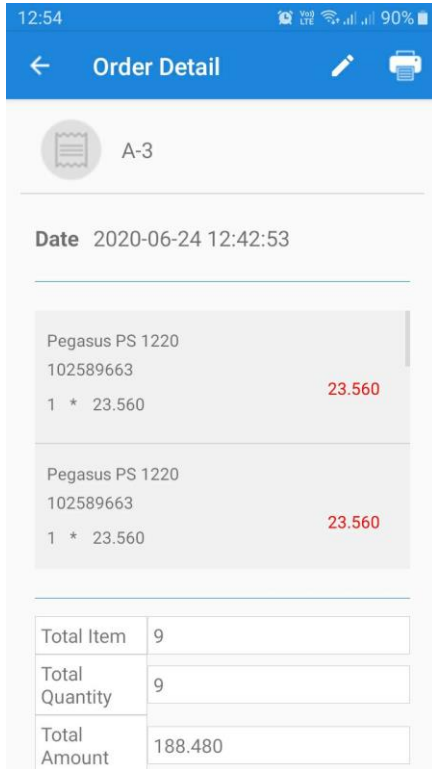 12:54 Vo)) LTE 90%
Order Detail
A-3
Date 2020-06-24 12:42:53
Pegasus PS 1220
102589663
1 * 23.560 23.560
Pegasus PS 1220
102589663
1 * 23.560 23.560
Total Item 9
Total
Quantity 9
Total
Amount 188.480